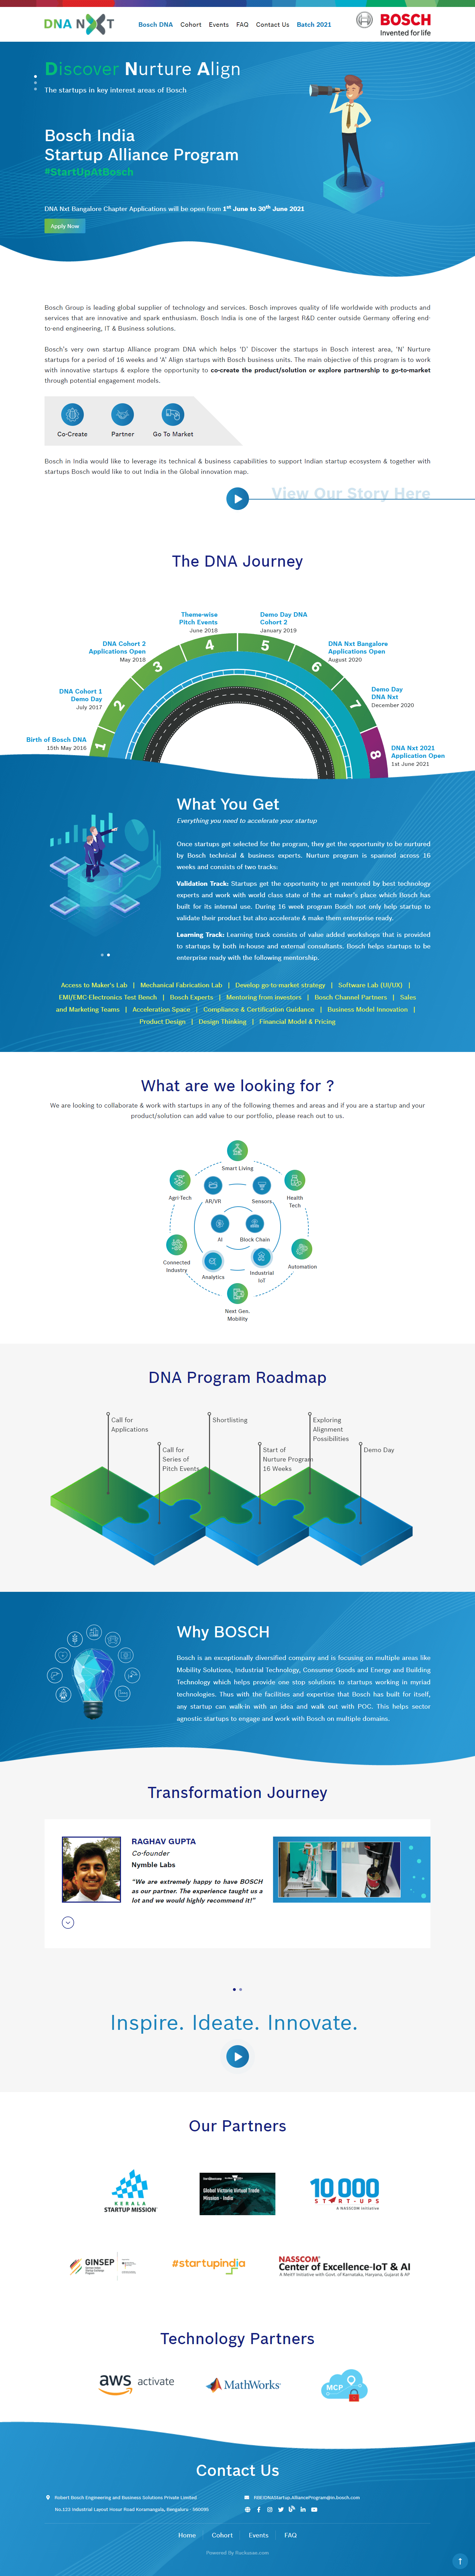 DNA NXT
Bosch DNA Cohort Events FAQ Contact Us Batch 2021
BOSCH
Invented for life
Discover Nurture Align
The startups in key interest areas of Bosch
Bosch India
Startup Alliance Program
#StartUpAtBosch
DNA Nxt Bangalore Chapter Applications will be open from 1st June to 30th June 2021
Apply Now
Bosch Group is leading global supplier of technology and services. Bosch improves quality of life worldwide with products and
services that are innovative and spark enthusiasm. Bosch India is one of the largest R&D center outside Germany offering end-
to-end engineering, IT & Business solutions.
Bosch's very own startup Alliance program DNA which helps 'D' Discover the startups in Bosch interest area, 'N' Nurture
startups for a period of 16 weeks and 'A' Align startups with Bosch business units. The main objective of this program is to work
with innovative startups & explore the opportunity to co-create the product/solution or explore partnership to go-to-market
through potential engagement models.
Co-Create Partner Go To Market
Bosch in India would like to leverage its technical & business capabilities to support Indian startup ecosystem & together with
startups Bosch would like to out India in the Global innovation map.
View Our Story Here
The DNA Journey
Birth of Bosch DNA
15th May 2016
DNA Cohort 1
Demo Day
July 2017
DNA Cohort 2
Applications Open
May 2018
Theme-wise
Pitch Events
June 2018
Demo Day DNA
Cohort 2
January 2019
DNA Nxt Bangalore
Applications Open
August 2020
Demo Day
DNA Nxt
December 2020
DNA Nxt 2021
Application Open
1st June 2021
1 2 3 4 5 6 7 8
What You Get
Everything you need to accelerate your startup
Once startups get selected for the program, they get the opportunity to be nurtured
by Bosch technical & business experts. Nurture program is spanned across 16
weeks and consists of two tracks:
Validation Track: Startups get the opportunity to get mentored by best technology
experts and work with world class state of the art maker's place which Bosch has
built for its internal use. During 16 week program Bosch not only help startup to
validate their product but also accelerate & make them enterprise ready.
Learning Track: Learning track consists of value added workshops that is provided
to startups by both in-house and external consultants. Bosch helps startups to be
enterprise ready with the following mentorship.
Access to Maker's Lab | Mechanical Fabrication Lab | Develop go-to-market strategy | Software Lab (UI/UX) |
EMI/EMC-Electronics Test Bench | Bosch Experts | Mentoring from investors | Bosch Channel Partners | Sales
and Marketing Teams | Acceleration Space | Compliance & Certification Guidance | Business Model Innovation |
Product Design | Design Thinking | Financial Model & Pricing
What are we looking for ?
We are looking to collaborate & work with startups in any of the following themes and areas and if you are a startup and your
product/solution can add value to our portfolio, please reach out to us.
Smart Living
Agri-Tech
AR/VR
Sensors
Health
Tech
AI
Block Chain
Connected
Industry
Analytics
Industrial
IoT
Automation
Next Gen.
Mobility
DNA Program Roadmap
Call for
Applications
Shortlisting
Exploring
Alignment
Possibilities
Call for
Series of
Pitch Events
Start of
Nurture Program
16 Weeks
Demo Day
Why BOSCH
Bosch is an exceptionally diversified company and is focusing on multiple areas like
Mobility Solutions, Industrial Technology, Consumer Goods and Energy and Building
Technology which helps provide one stop solutions to startups working in myriad
technologies. Thus with the facilities and expertise that Bosch has built for itself,
any startup can walk-in with an idea and walk out with POC. This helps sector
agnostic startups to engage and work with Bosch on multiple domains.
Transformation Journey
RAGHAV GUPTA
Co-founder
Nymble Labs
"We are extremely happy to have BOSCH
as our partner. The experience taught us a
lot and we would highly recommend it!"
Inspire. Ideate. Innovate.
Our Partners
KERALA
STARTUP MISSION
Global Victoria Virtual Trade
Mission - India
10 000
START-UPS
A NASSCOM Initiative
GINSEP
#startupindia
NASSCOM
Center of Excellence-IoT & AI
A MeitY Initiative with Govt. of Karnataka, Haryana, Gujarat & AP
Technology Partners
aws activate
MathWorks
MCP
Contact Us
Robert Bosch Engineering and Business Solutions Private Limited
No.123 Industrial Layout Hosur Road Koramangala, Bengaluru - 560095
RBEIDNAStartup.AllianceProgram@in.bosch.com
Home Cohort Events FAQ